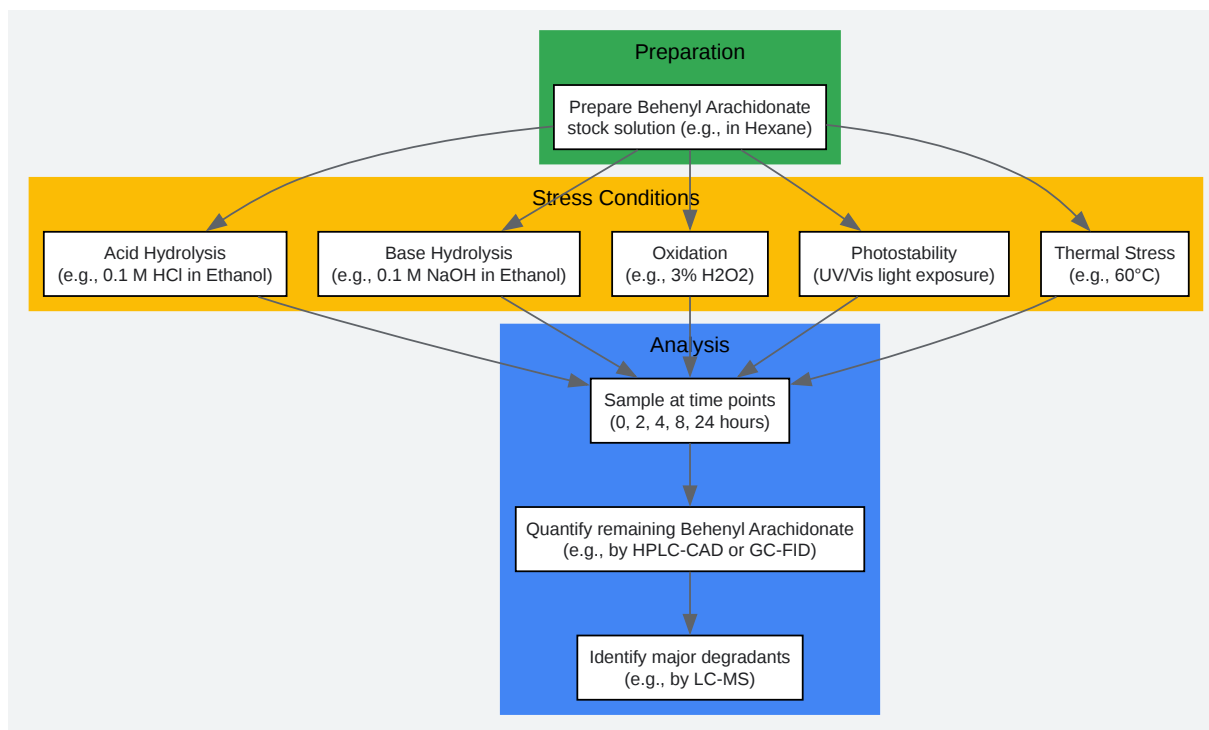 Preparation
Prepare Behenyl Arachidonate
stock solution (e.g., in Hexane)
Stress Conditions
Acid Hydrolysis
(e.g., 0.1 M HCl in Ethanol)
Base Hydrolysis
(e.g., 0.1 M NaOH in Ethanol)
Oxidation
(e.g., 3% H2O2)
Photostability
(UV/Vis light exposure)
Thermal Stress
(e.g., 60°C)
Analysis
Sample at time points
(0, 2, 4, 8, 24 hours)
Quantify remaining Behenyl Arachidonate
(e.g., by HPLC-CAD or GC-FID)
Identify major degradants
(e.g., by LC-MS)